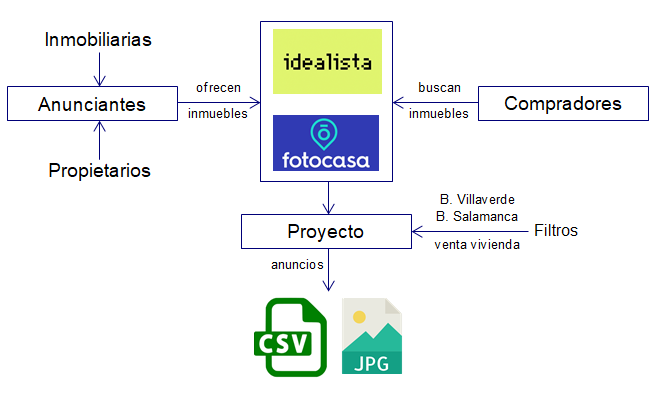 Inmobiliarias
Anunciantes
Propietarios
ofrecen
inmuebles
idealista
fotocasa
buscan
inmuebles
Compradores
Proyecto
B. Villaverde
B. Salamanca
venta vivienda
Filtros
anuncios
CSV
JPG